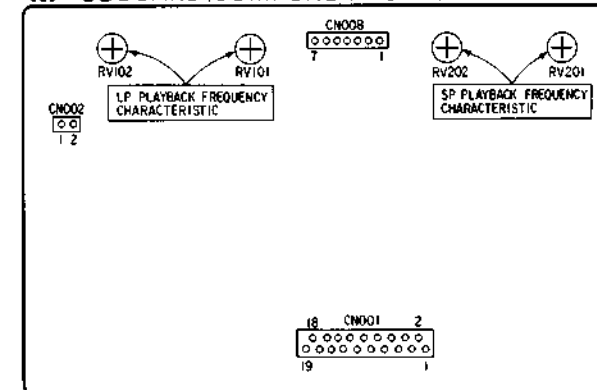 CN008
7 1
RV102 RV101 RV202 RV201
LP PLAYBACK FREQUENCY
CHARACTERISTIC
SP PLAYBACK FREQUENCY
CHARACTERISTIC
CN002
1 2
18 CN001 2
19 1